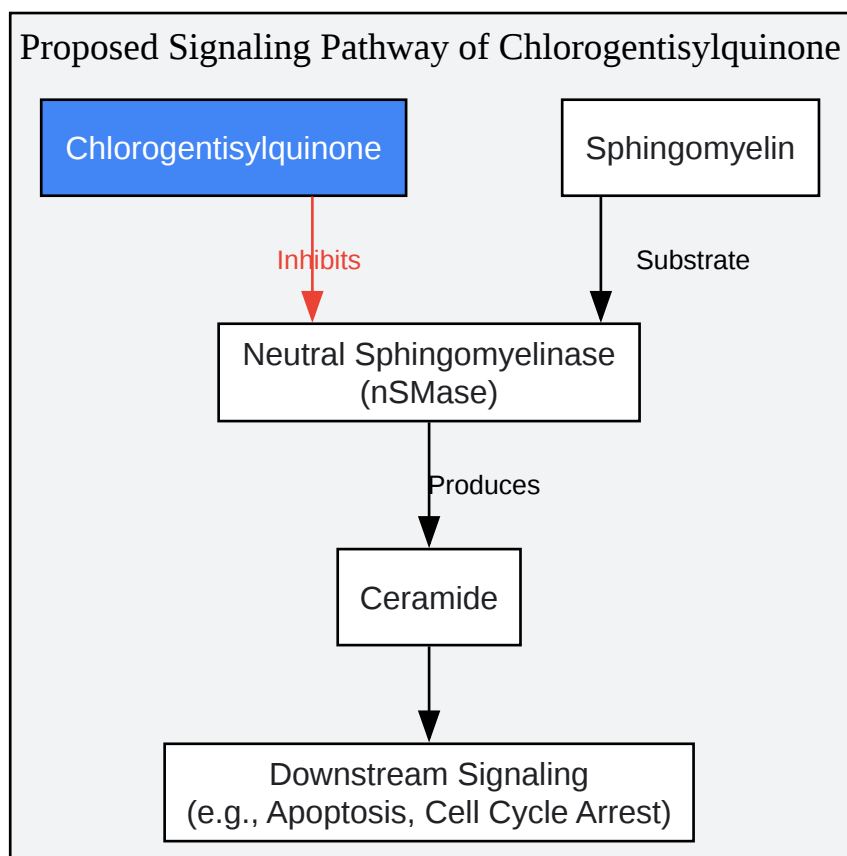 Proposed Signaling Pathway of Chlorogentisylquinone
Chlorogentisylquinone
Sphingomyelin
Inhibits
Substrate
Neutral Sphingomyelinase
(nSMase)
Produces
Ceramide
Downstream Signaling
(e.g., Apoptosis, Cell Cycle Arrest)